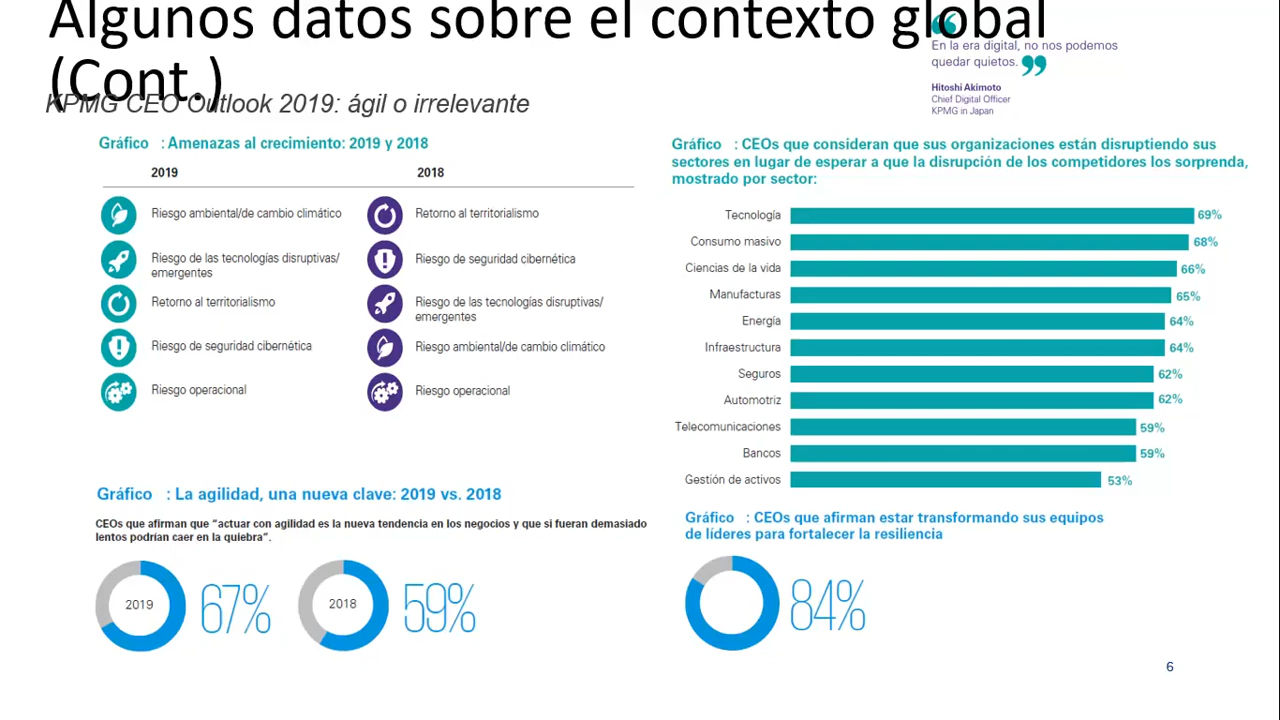 Algunos datos sobre el contexto global
(Cont.)
KPMG CEO Outlook 2019: ágil o irrelevante
“
En la era digital, no nos podemos
quedar quietos. ”
Hitoshi Akimoto
Chief Digital Officer
KPMG in Japan
Gráfico : Amenazas al crecimiento: 2019 y 2018
2019 2018
Riesgo ambiental/de cambio climático Retorno al territorialismo
Riesgo de las tecnologías disruptivas/
emergentes
Riesgo de seguridad cibernética
Retorno al territorialismo
Riesgo de las tecnologías disruptivas/
emergentes
Riesgo de seguridad cibernética Riesgo ambiental/de cambio climático
Riesgo operacional Riesgo operacional
Gráfico : CEOs que consideran que sus organizaciones están disruptiendo sus
sectores en lugar de esperar a que la disrupción de los competidores los sorprenda,
mostrado por sector:
Tecnología 69%
Consumo masivo 68%
Ciencias de la vida 66%
Manufacturas 65%
Energía 64%
Infraestructura 64%
Seguros 62%
Automotriz 62%
Telecomunicaciones 59%
Bancos 59%
Gestión de activos 53%
Gráfico : La agilidad, una nueva clave: 2019 vs. 2018
CEOs que afirman que “actuar con agilidad es la nueva tendencia en los negocios y que si fueran demasiado
lentos podrían caer en la quiebra”.
2019 67% 2018 59%
Gráfico : CEOs que afirman estar transformando sus equipos
de líderes para fortalecer la resiliencia
84%
6